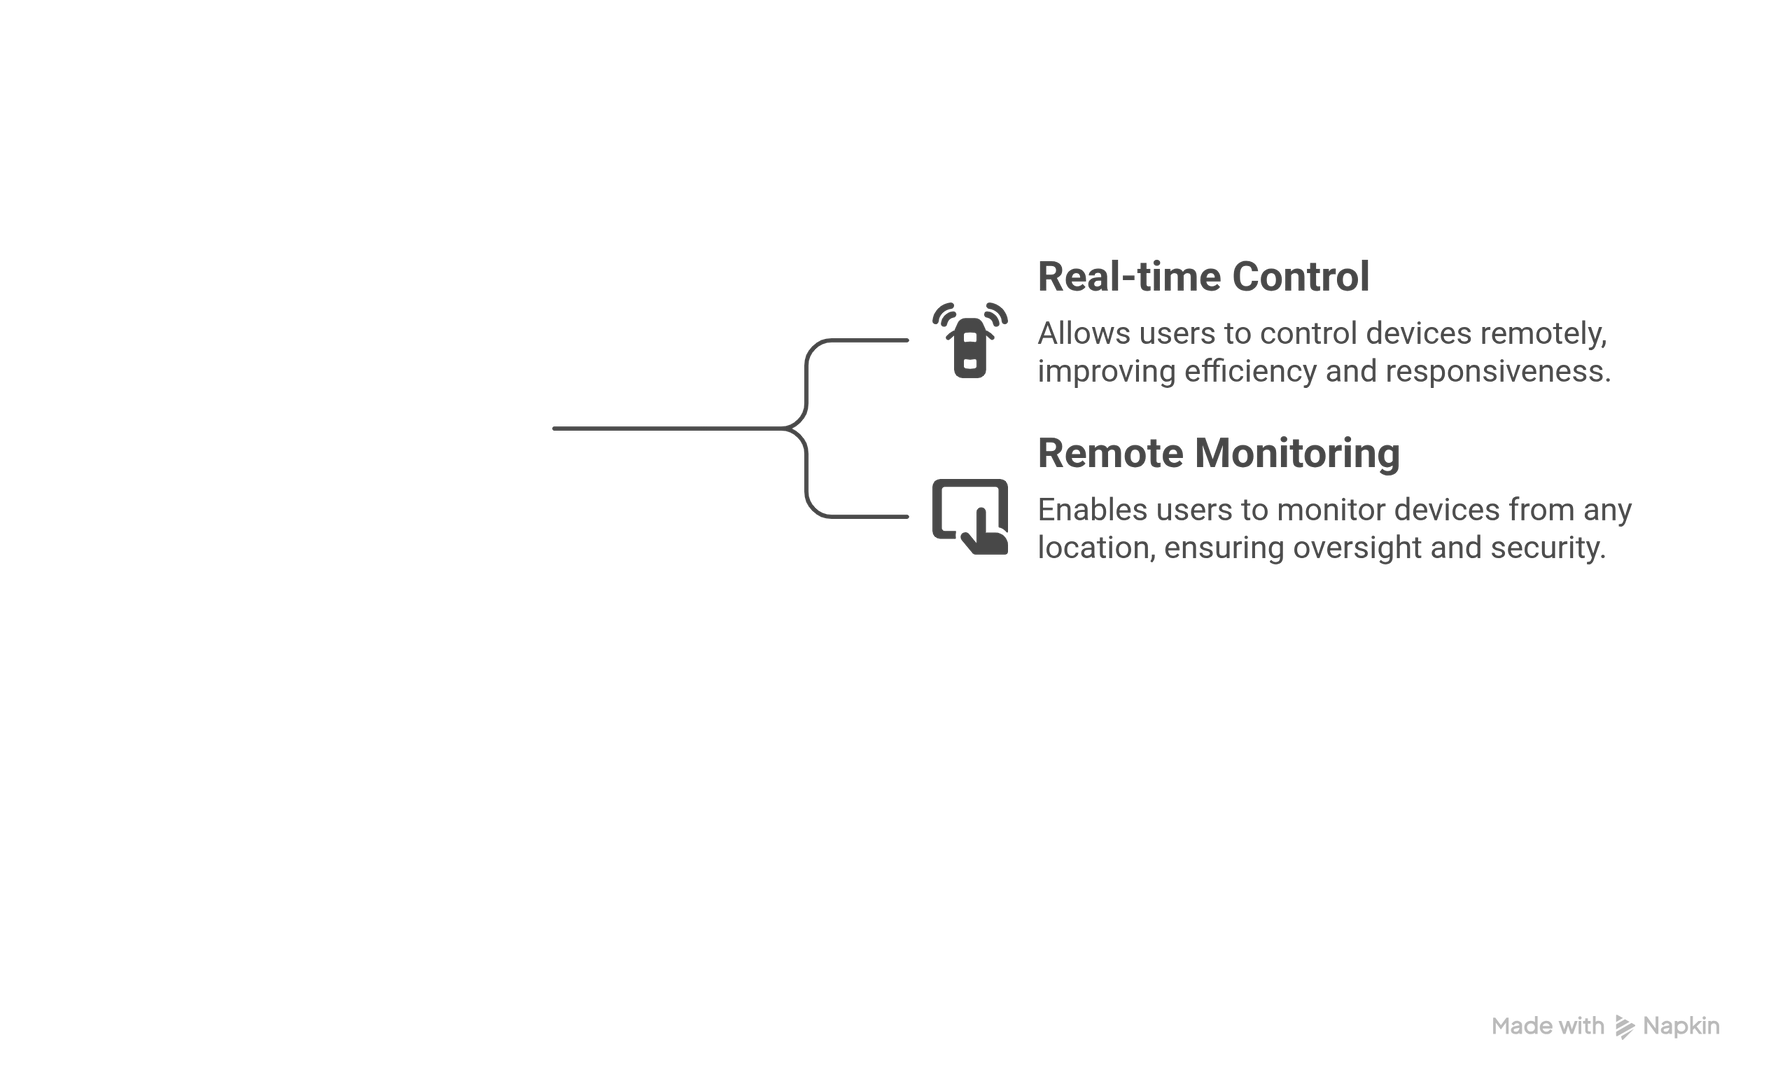 Real-time Control
Allows users to control devices remotely,
improving efficiency and responsiveness.
Remote Monitoring
Enables users to monitor devices from any
location, ensuring oversight and security.
Made with Napkin